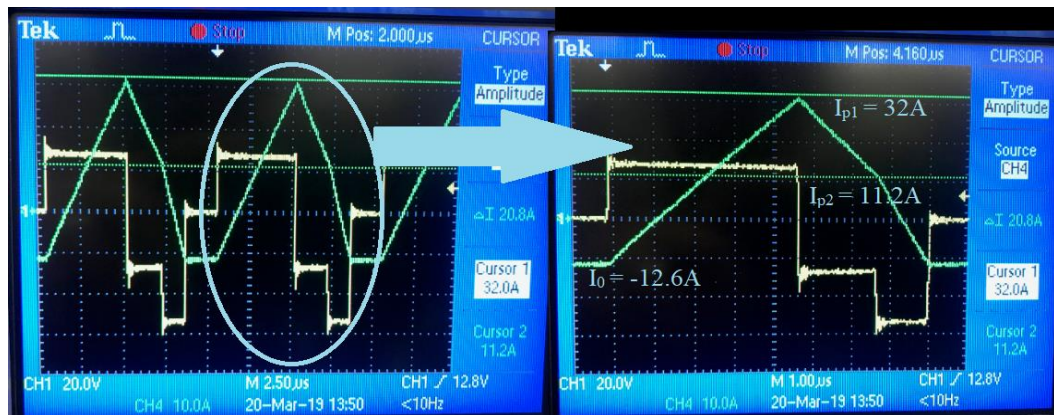 Tek Stop M Pos: 2.000µs CURSOR
Type
Amplitude
1
CH1 20.0V M 2.50µs CH1 / 12.8V
CH4 10.0A 20-Mar-19 13:50 <10Hz
ΔI 20.8A
Cursor 1
32.0A
Cursor 2
11.2A
Tek Stop M Pos: 4.160µs CURSOR
Type
Amplitude
Source
CH4
ΔI 20.8A
Cursor 1
32.0A
Cursor 2
11.2A
Ip1 = 32A
Ip2 = 11.2A
I0 = -12.6A
1
CH1 20.0V M 1.00µs CH1 / 12.8V
CH4 10.0A 20-Mar-19 13:50 <10Hz